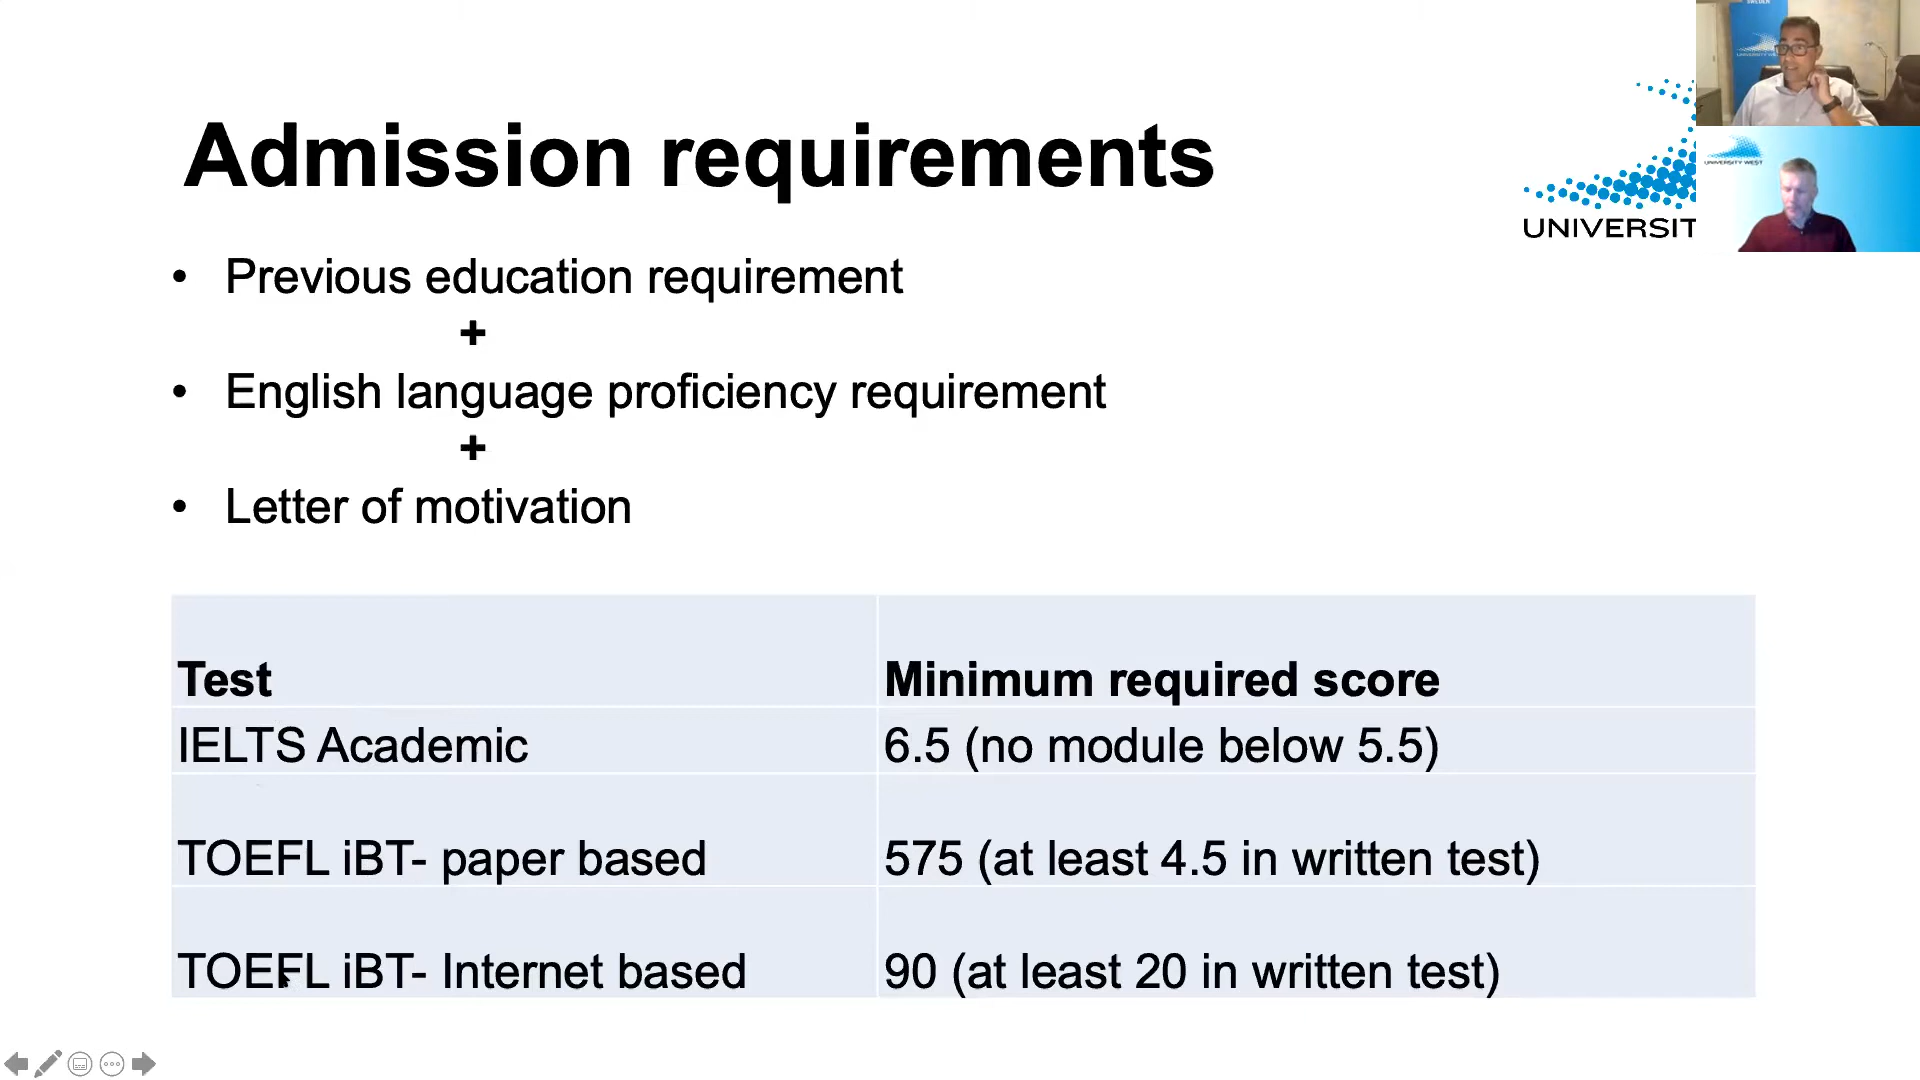 Admission requirements
• Previous education requirement
+
• English language proficiency requirement
+
• Letter of motivation
UNIVERSIT
UNIVERSITY WEST
Test Minimum required score
IELTS Academic 6.5 (no module below 5.5)
TOEFL iBT- paper based 575 (at least 4.5 in written test)
TOEFL iBT- Internet based 90 (at least 20 in written test)